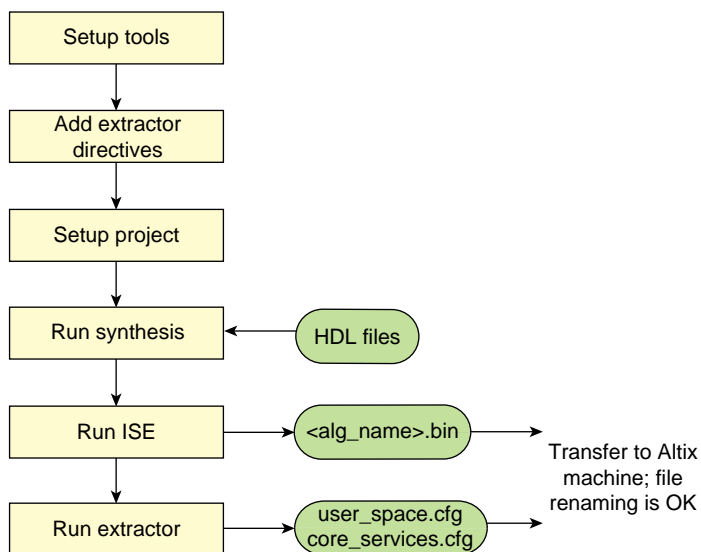 Setup tools
Add extractor
directives
Setup project
Run synthesis
HDL files
Run ISE
<alg_name>.bin
Run extractor
user_space.cfg
core_services.cfg
Transfer to Altix
machine; file
renaming is OK